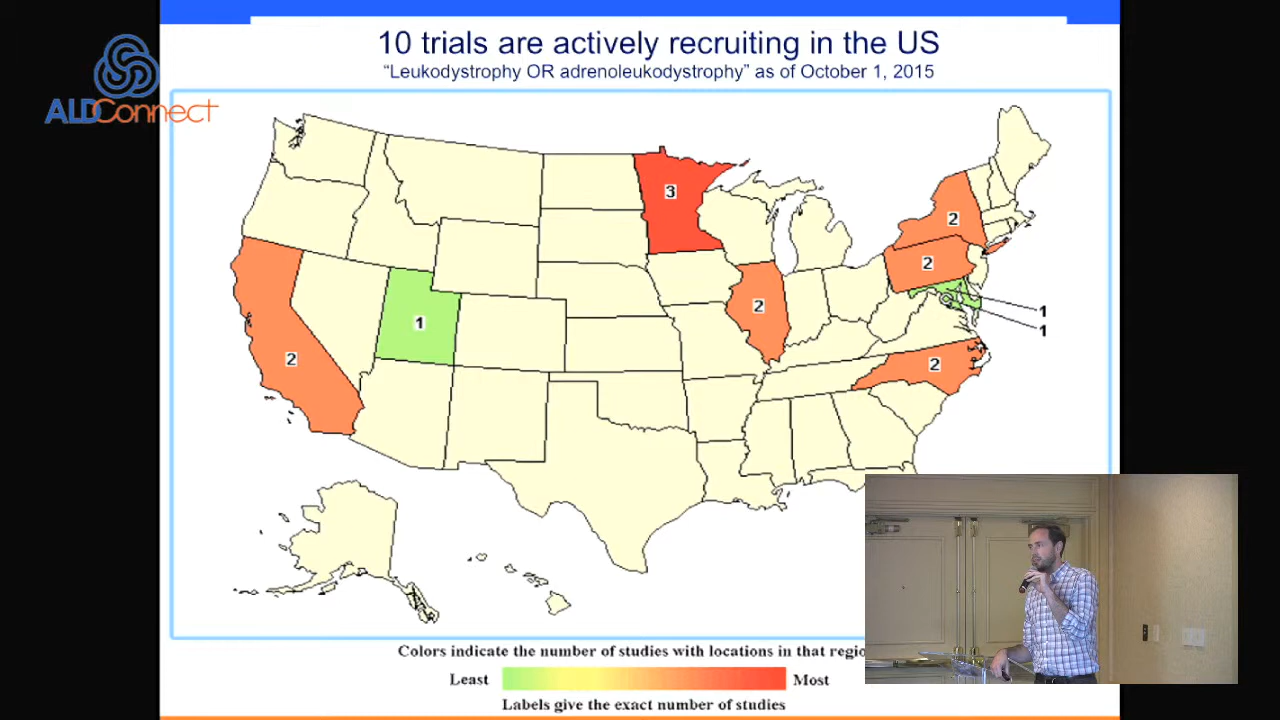 10 trials are actively recruiting in the US
“Leukodystrophy OR adrenoleukodystrophy” as of October 1, 2015
ALDConnect
3
2
2
1
1
2
1
2
2
Colors indicate the number of studies with locations in that regio
Least
Most
Labels give the exact number of studies